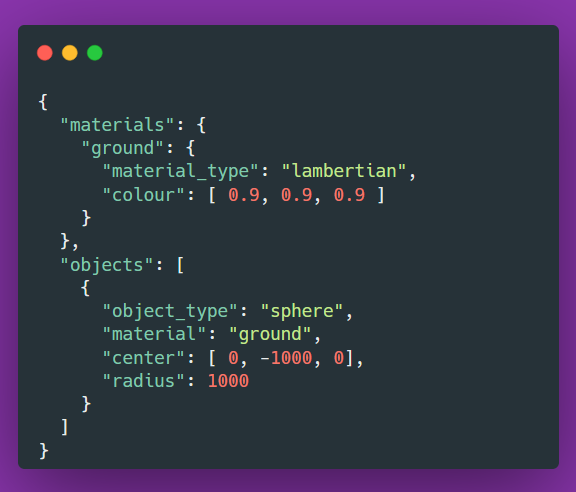 {
  "materials": {
    "ground": {
      "material_type": "lambertian",
      "colour": [ 0.9, 0.9, 0.9 ]
    }
  },
  "objects": [
    {
      "object_type": "sphere",
      "material": "ground",
      "center": [ 0, -1000, 0],
      "radius": 1000
    }
  ]
}